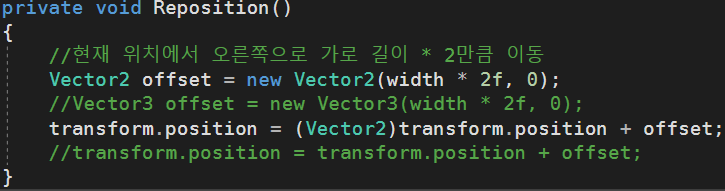 private void Reposition()
{
//현재 위치에서 오른쪽으로 가로 길이 * 2만큼 이동
Vector2 offset = new Vector2(width * 2f, 0);
//Vector3 offset = new Vector3(width * 2f, 0);
transform.position = (Vector2)transform.position + offset;
//transform.position = transform.position + offset;
}